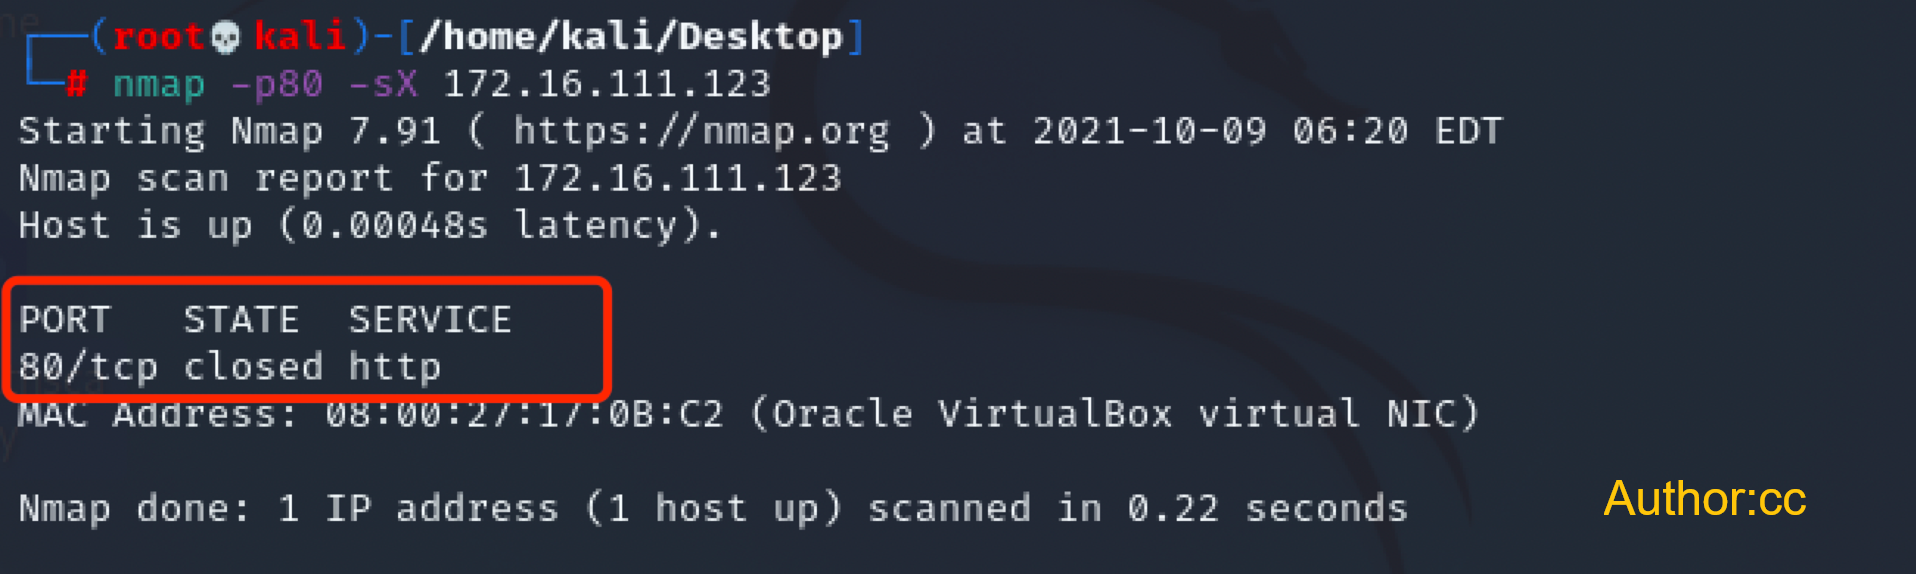 ┌──(root💀kali)-[/home/kali/Desktop]
└─# nmap -p80 -sX 172.16.111.123
Starting Nmap 7.91 ( https://nmap.org ) at 2021-10-09 06:20 EDT
Nmap scan report for 172.16.111.123
Host is up (0.00048s latency).
PORT   STATE  SERVICE
80/tcp closed http
MAC Address: 08:00:27:17:0B:C2 (Oracle VirtualBox virtual NIC)
Nmap done: 1 IP address (1 host up) scanned in 0.22 seconds
Author:cc